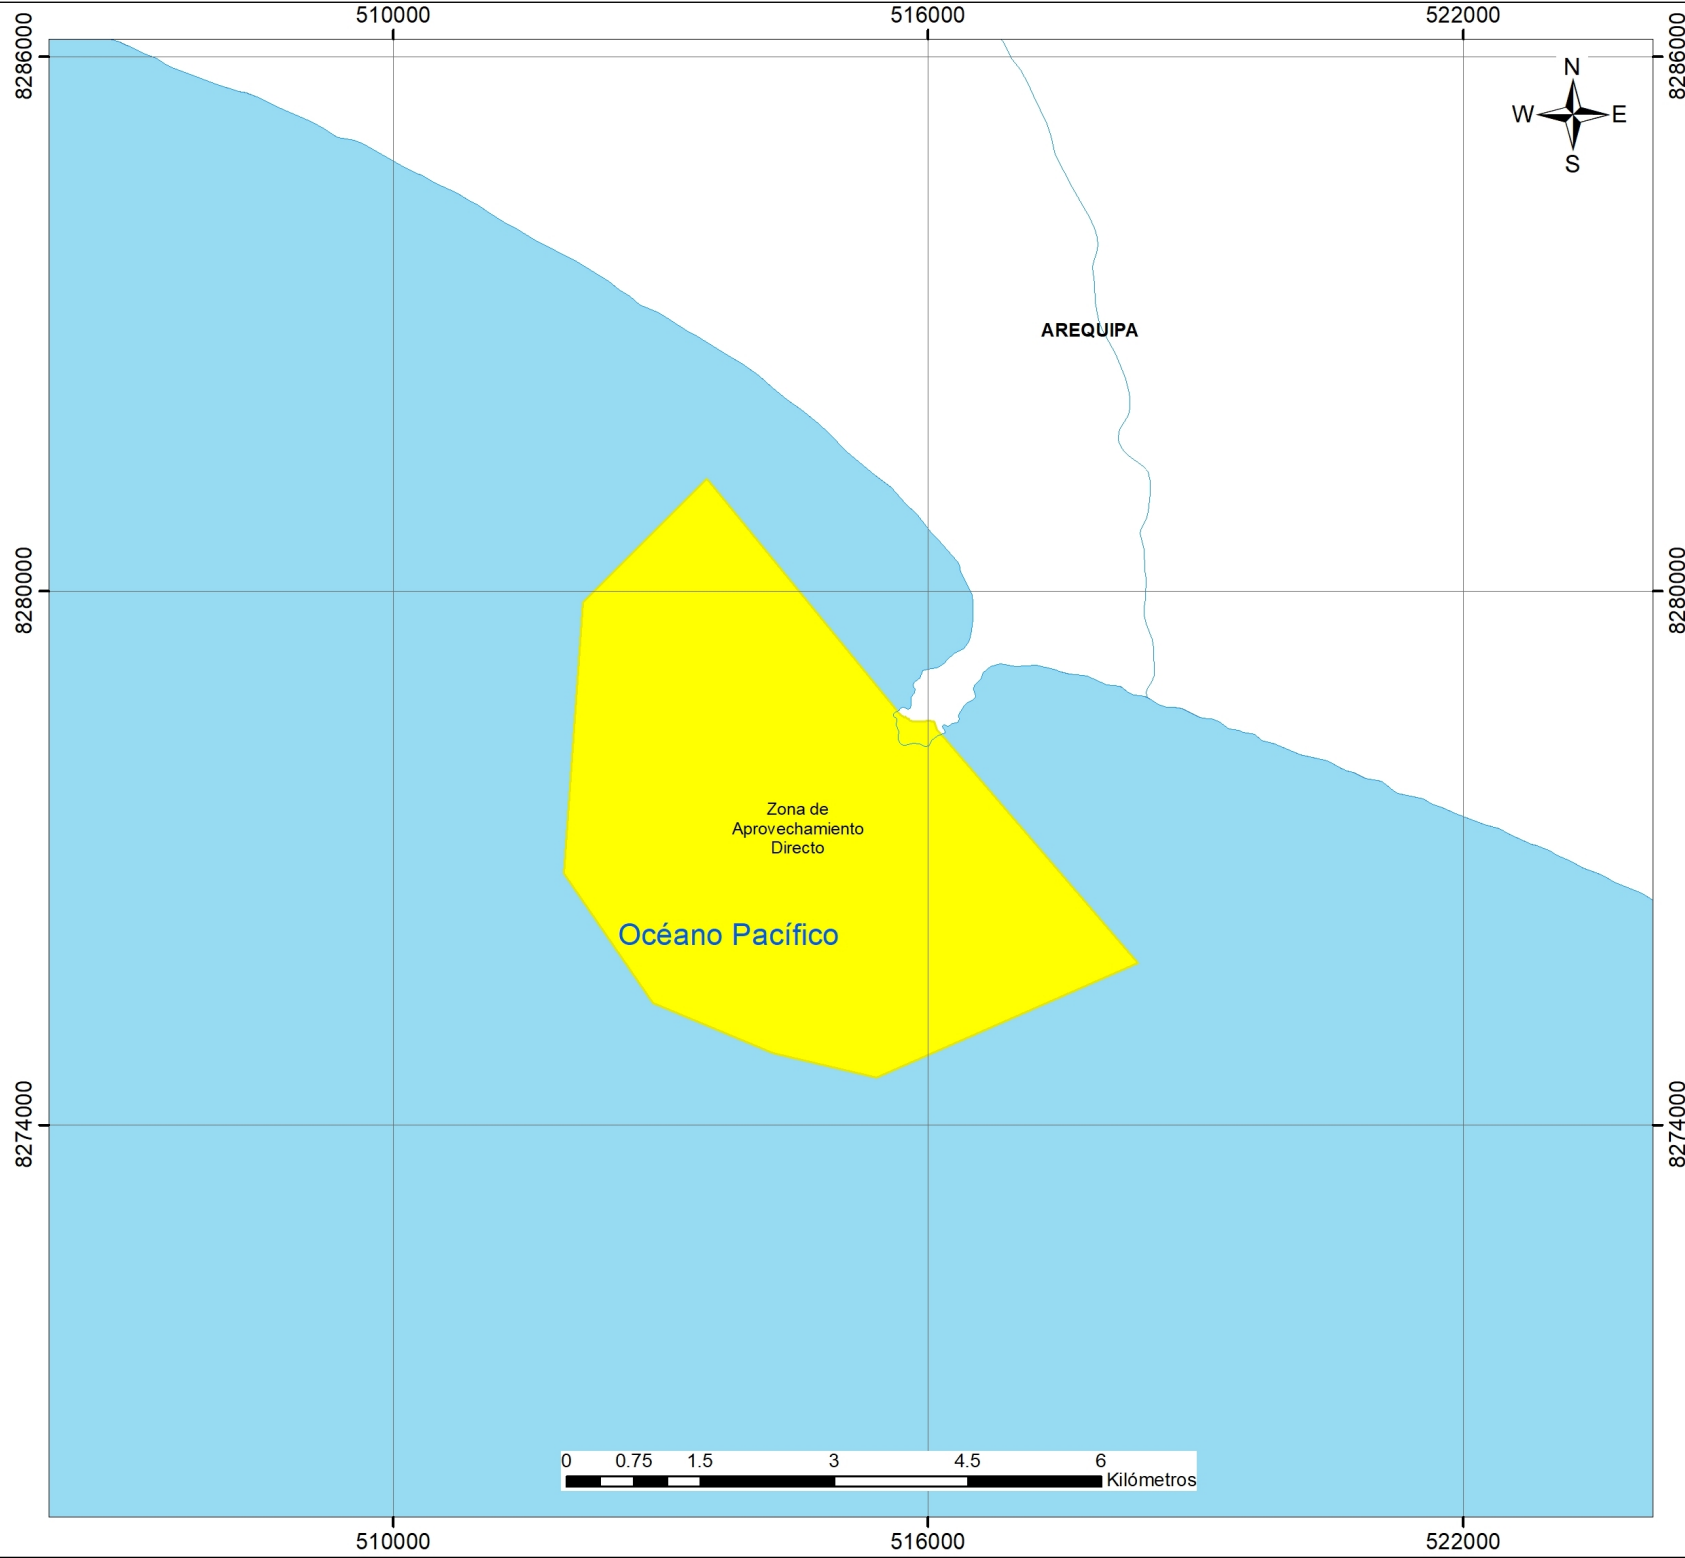 510000 516000 522000
8286000 8286000
N
W E
S
AREQUIPA
8280000 8280000
Zona de
Aprovechamiento
Directo
Océano Pacífico
8274000 8274000
0 0.75 1.5 3 4.5 6
Kilómetros
510000 516000 522000